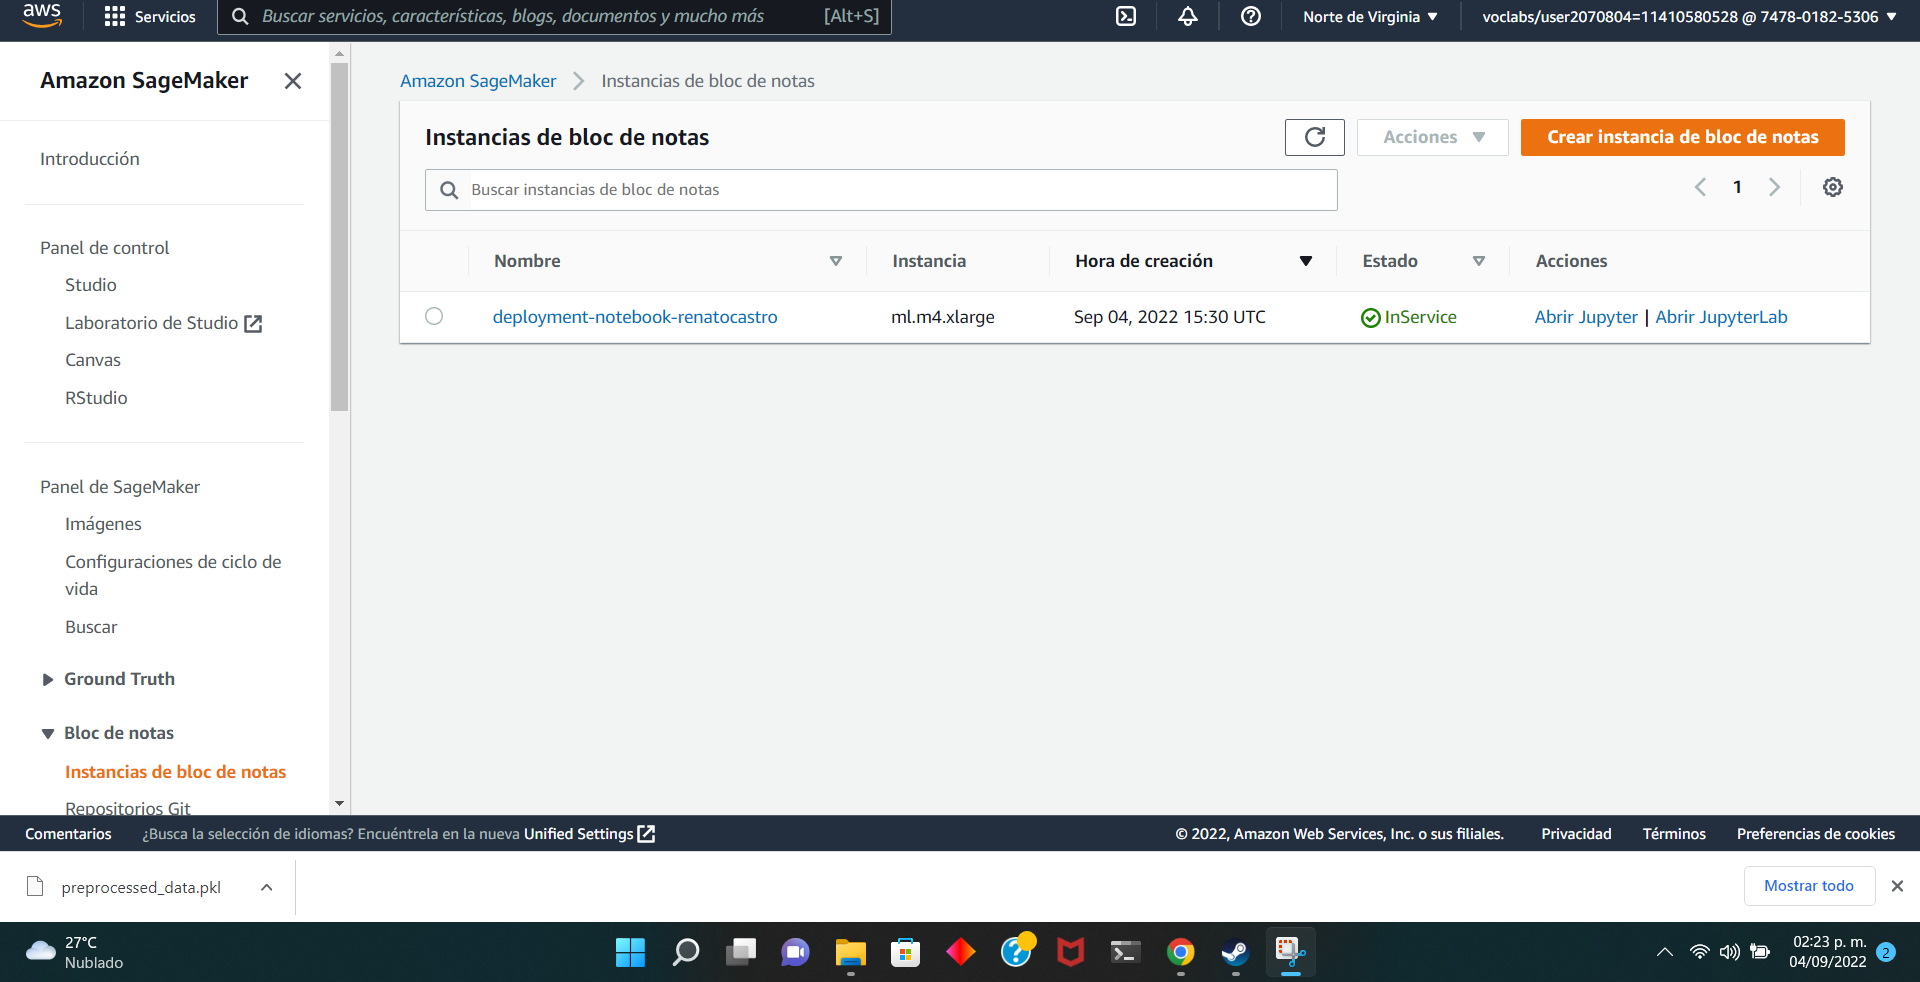 aws
Servicios
Buscar servicios, características, blogs, documentos y mucho más
[Alt+S]
Norte de Virginia
voclabs/user2070804=11410580528 @ 7478-0182-5306
Amazon SageMaker
Introducción
Panel de control
Studio
Laboratorio de Studio
Canvas
RStudio
Panel de SageMaker
Imágenes
Configuraciones de ciclo de
vida
Buscar
Ground Truth
Bloc de notas
Instancias de bloc de notas
Repositorios Git
Amazon SageMaker
Instancias de bloc de notas
Instancias de bloc de notas
Acciones
Crear instancia de bloc de notas
Buscar instancias de bloc de notas
1
Nombre
Instancia
Hora de creación
Estado
Acciones
deployment-notebook-renatocastro
ml.m4.xlarge
Sep 04, 2022 15:30 UTC
InService
Abrir Jupyter | Abrir JupyterLab
Comentarios
¿Busca la selección de idiomas? Encuéntrela en la nueva Unified Settings
© 2022, Amazon Web Services, Inc. o sus filiales.
Privacidad
Términos
Preferencias de cookies
preprocessed_data.pkl
Mostrar todo
27°C
Nublado
02:23 p. m.
04/09/2022
2